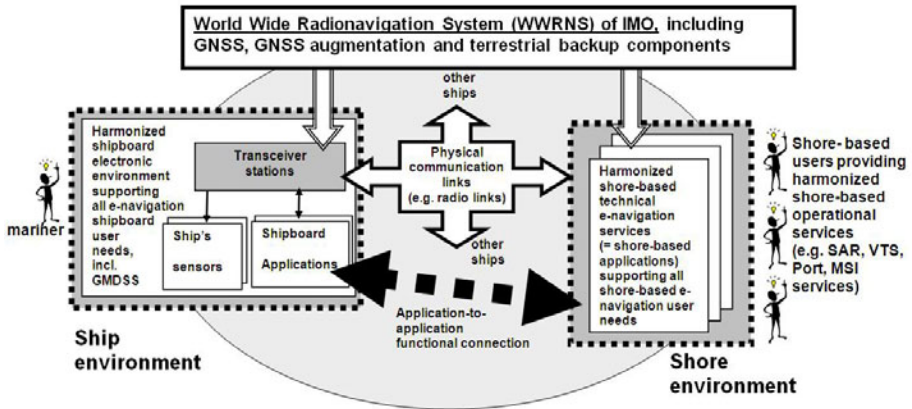 World Wide Radionavigation System (WWRNS) of IMO, including
GNSS, GNSS augmentation and terrestrial backup components
other
ships
Harmonized
shipboard
electronic
environment
supporting
all e-navigation
shipboard
user
needs,
incl.
GMDSS
Transceiver
stations
Ship's
sensors
Shipboard
Applications
mariner
Physical
communication
links
(e.g. radio links)
other
ships
Application-to-
application
functional connection
Harmonized
shore-based
technical
e-navigation
services
(= shore-based
applications)
supporting all
shore-based e-
navigation user
needs
Shore-based
users providing
harmonized
shore-based
operational
services
(e.g. SAR, VTS,
Port, MSI
services)
Ship
environment
Shore
environment